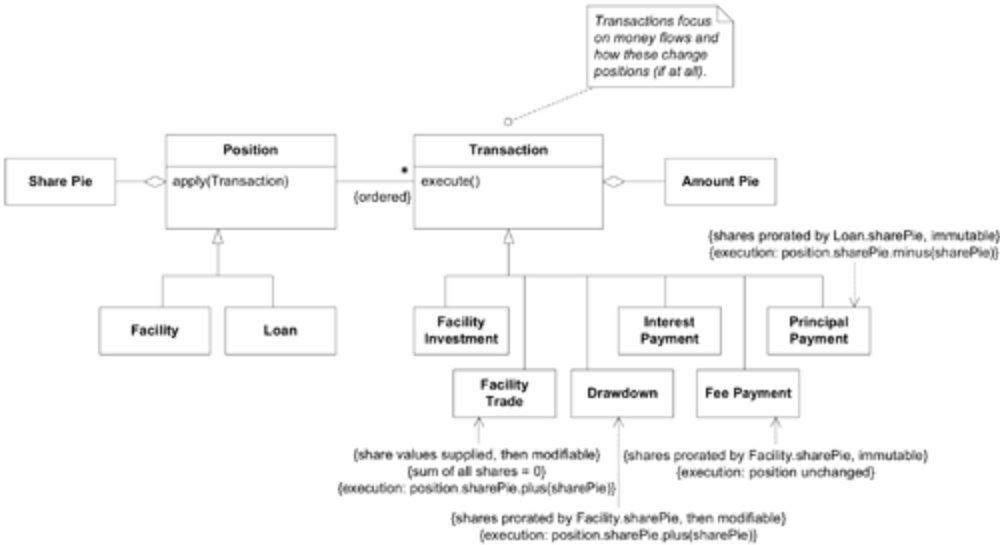 Transactions focus
on money flows and
how these change
positions (if at all).
Position
Transaction
Share Pie
apply(Transaction)
*
{ordered}
execute()
Amount Pie
{shares prorated by Loan.sharePie, immutable}
{execution: position.sharePie.minus(sharePie)}
Facility
Loan
Facility
Investment
Interest
Payment
Principal
Payment
Facility
Trade
Drawdown
Fee Payment
{share values supplied, then modifiable}
{sum of all shares = 0}
{execution: position.sharePie.plus(sharePie)}
{shares prorated by Facility.sharePie, immutable}
{execution: position unchanged}
{shares prorated by Facility.sharePie, then modifiable}
{execution: position.sharePie.plus(sharePie)}